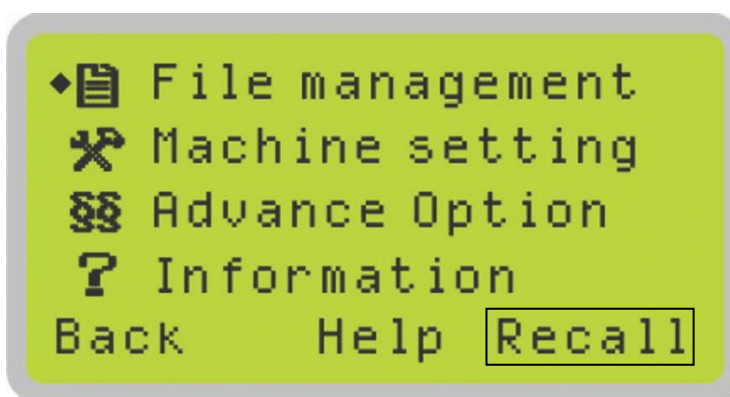 File management
Machine setting
§§ Advance Option
? Information
Back Help Recall